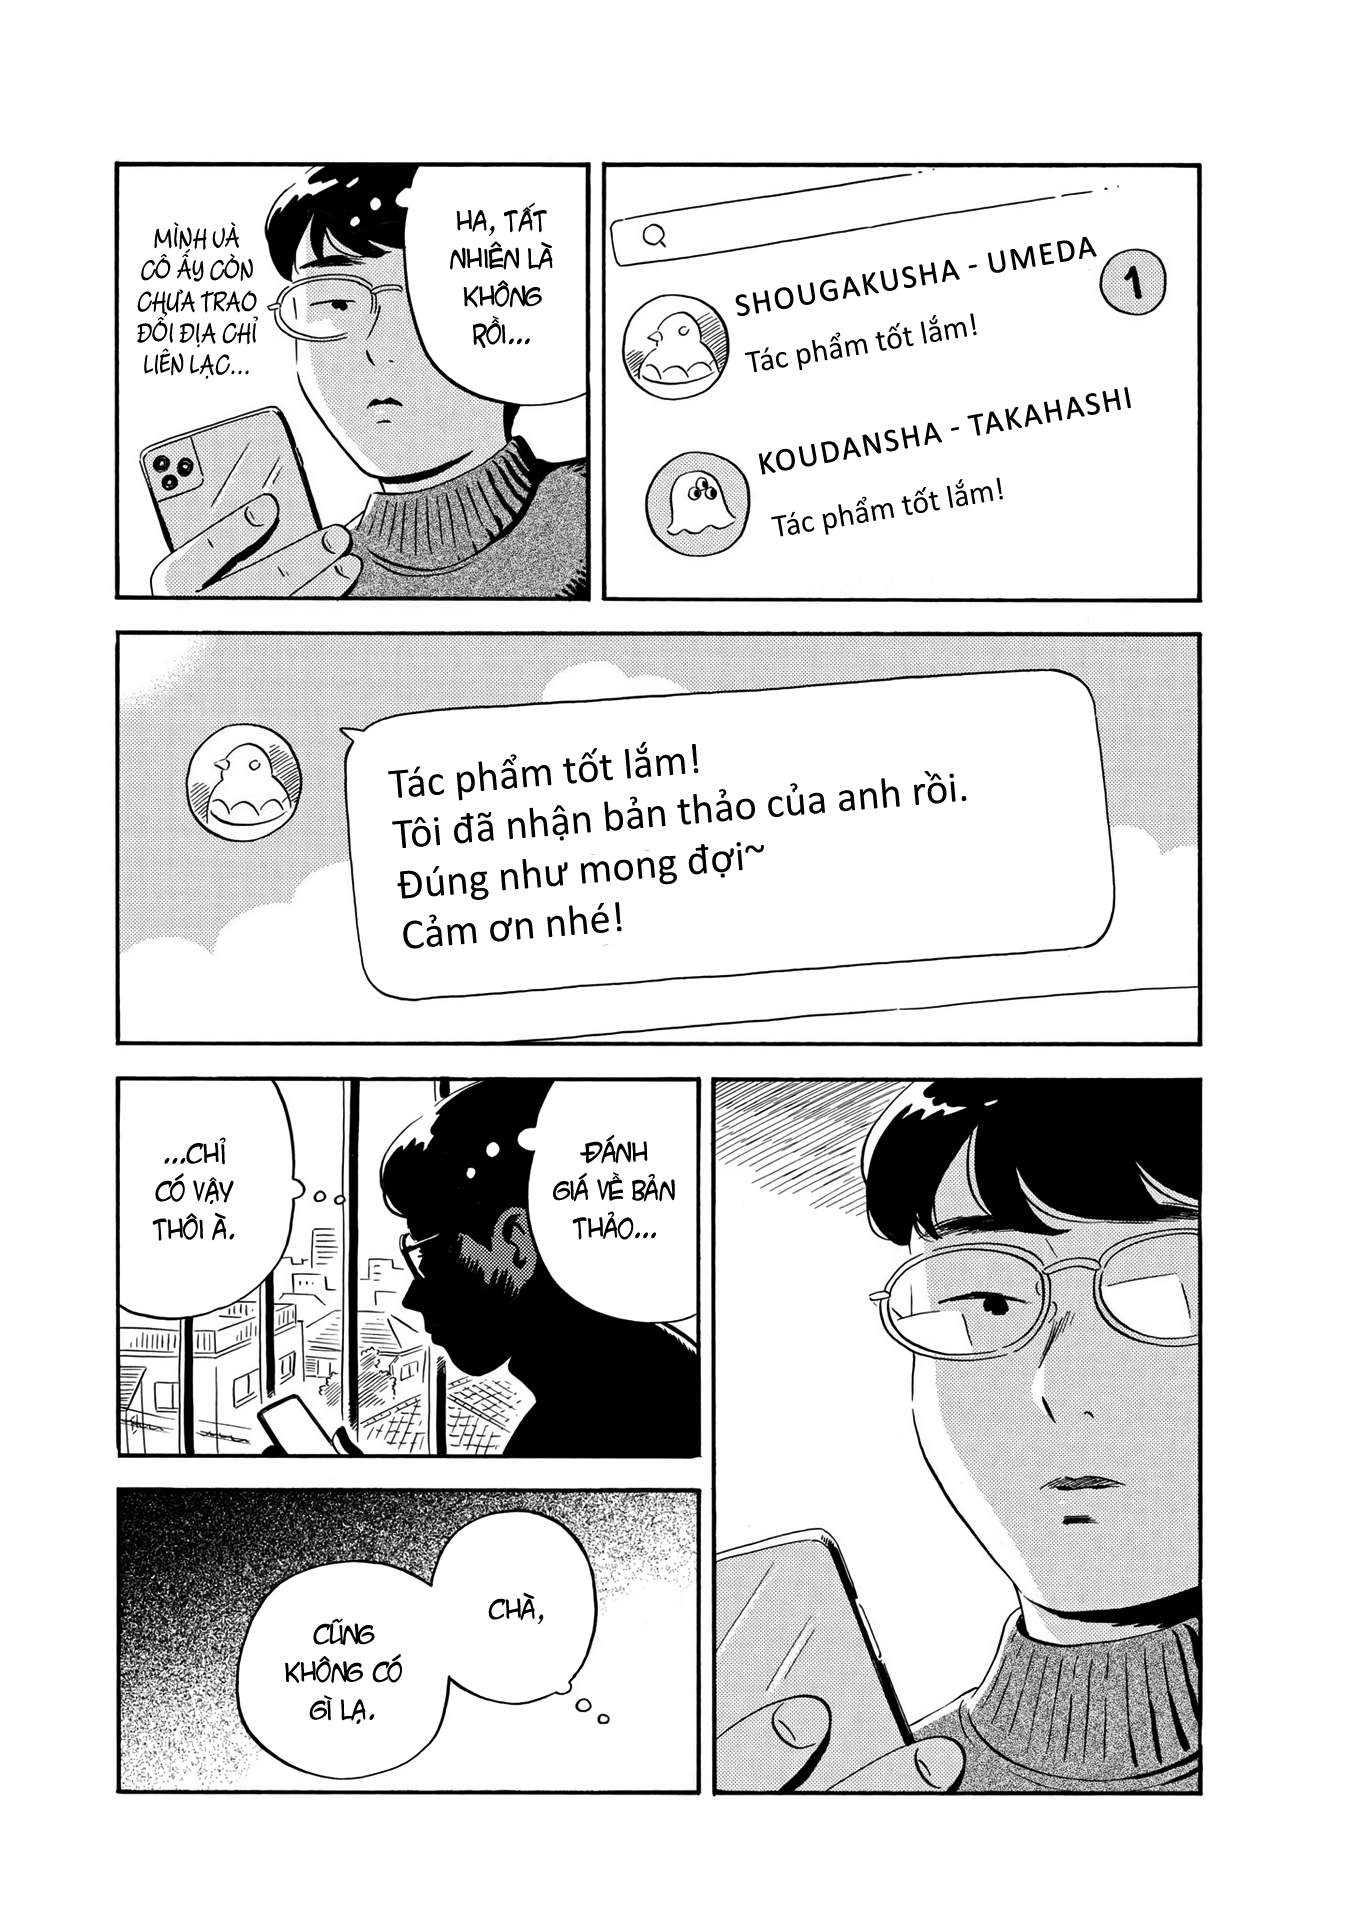 SHOUGAKUSHA - UMEDA
1
Tác phẩm tốt lắm!
KOUDANSHA - TAKAHASHI
Tác phẩm tốt lắm!
HA, TẤT
NHIÊN LÀ
KHÔNG
RỒI...
MÌNH VÀ
CÔ ẤY CÒN
CHƯA TRAO
ĐỔI ĐỊA CHỈ
LIÊN LẠC...
Tác phẩm tốt lắm!
Tôi đã nhận bản thảo của anh rồi.
Đúng như mong đợi~
Cảm ơn nhé!
ĐÁNH
GIÁ VỀ BẢN
THẢO...
...CHỈ
CÓ VẬY
THÔI À.
CHÀ,
CŨNG
KHÔNG CÓ
GÌ LẠ.